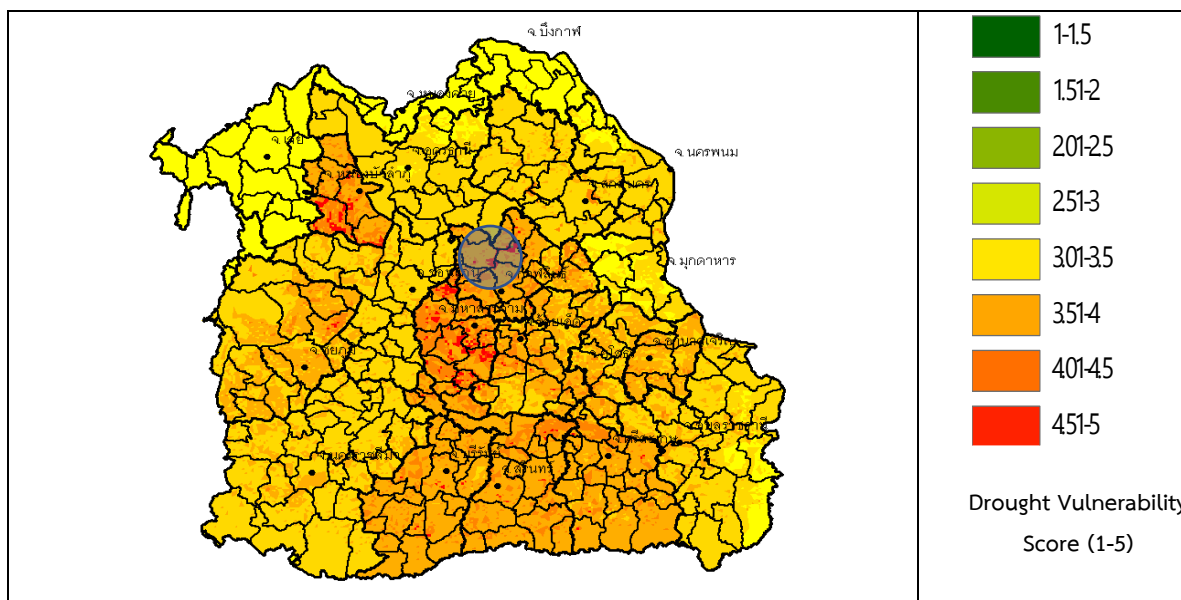 จ.บึงกาฬ
จ.หนองคาย
จ.เลย
จ.อุดรธานี
จ.นครพนม
จ.หนองบัวลำภู
จ.สกลนคร
จ.มุกดาหาร
จ.ขอนแก่น
จ.กาฬสินธุ์
จ.มหาสารคาม
จ.ร้อยเอ็ด
จ.ชัยภูมิ
จ.ยโสธร
จ.อำนาจเจริญ
จ.อุบลราชธานี
จ.ศรีสะเกษ
จ.นครราชสีมา
จ.บุรีรัมย์
จ.สุรินทร์
1-1.5
1.51-2
2.01-2.5
2.51-3
3.01-3.5
3.51-4
4.01-4.5
4.51-5
Drought Vulnerability
Score (1-5)